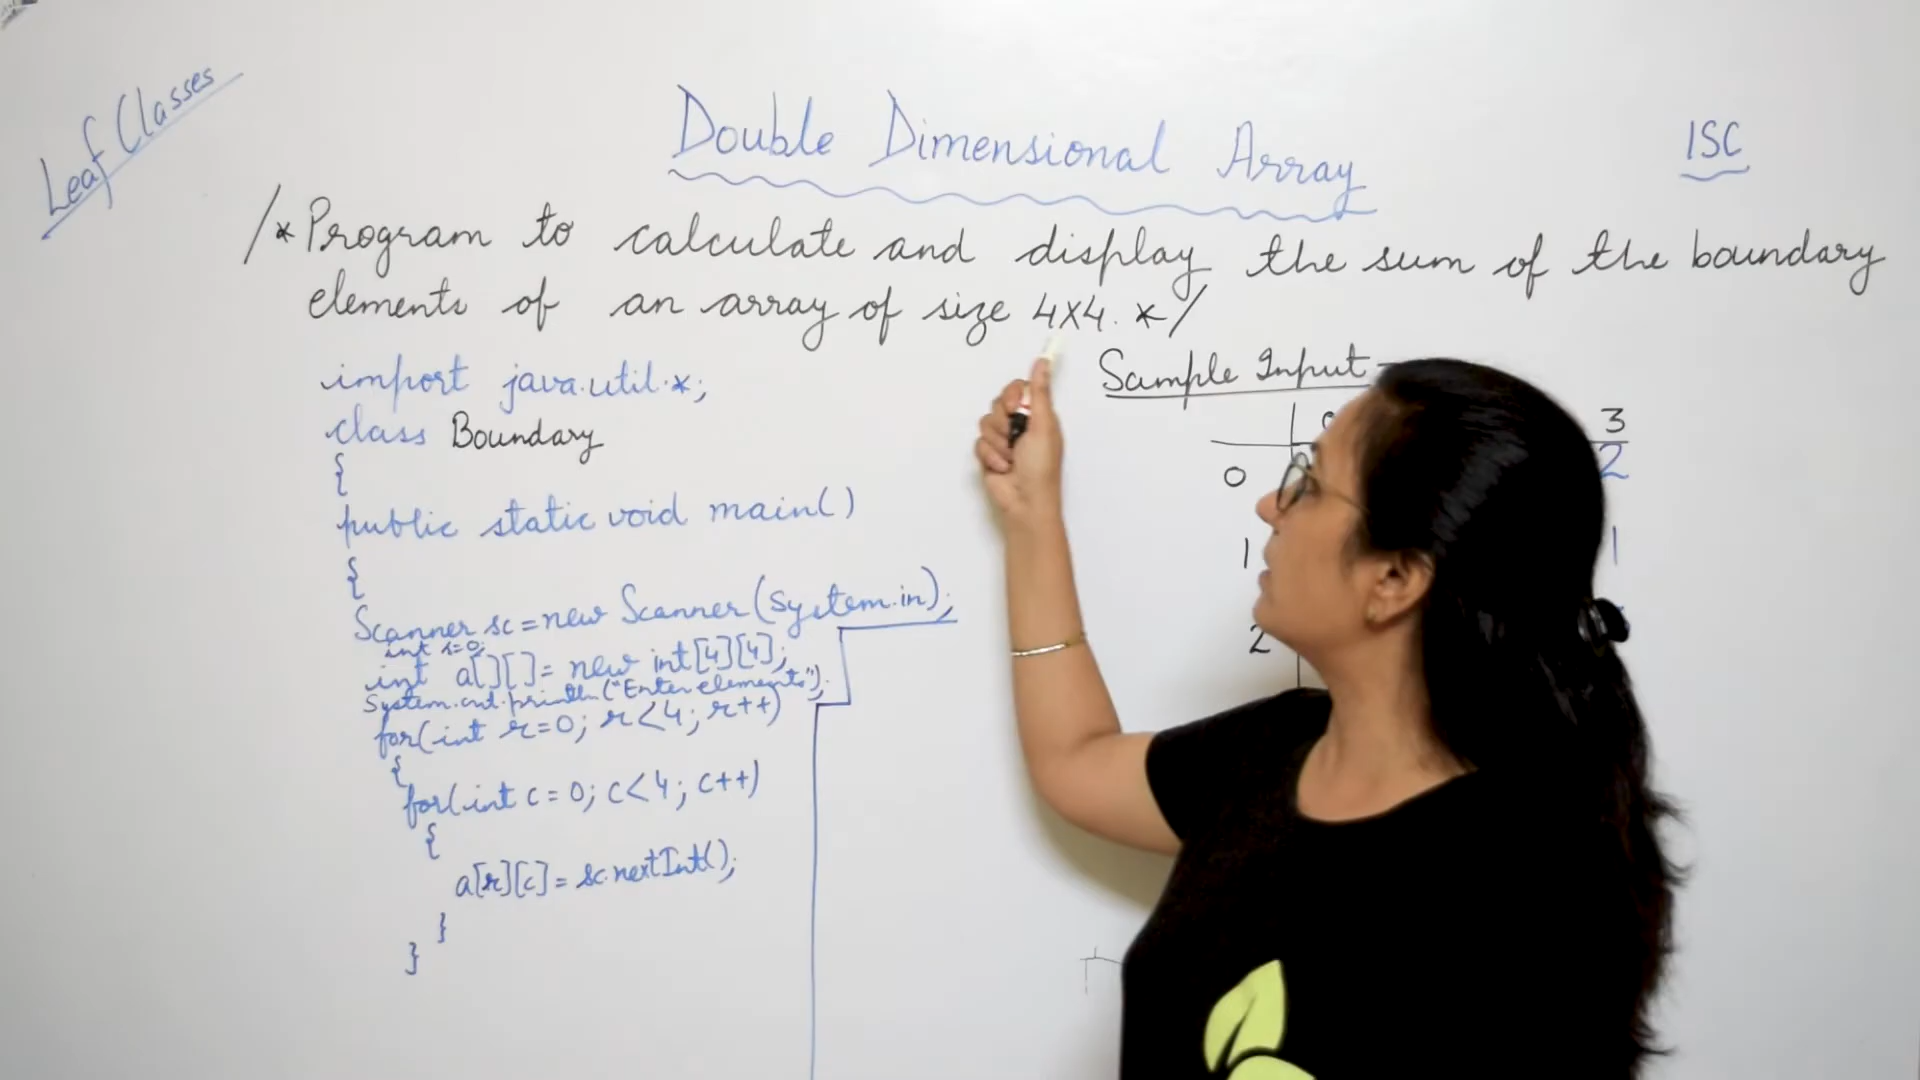 Leaf Classes
Double Dimensional Array
ISC
/* Program to calculate and display the sum of the boundary
elements of an array of size 4X4. */
import java.util.*;
class Boundary
{
public static void main()
{
Scanner sc=new Scanner(System.in);
int s=0;
int a[][]= new int[4][4];
System.out.println("Enter elements");
for(int r=0; r<4; r++)
{
for(int c=0; c<4; c++)
{
a[r][c]= sc.nextInt();
}
}
Sample Input
3
0 2
1 1
2